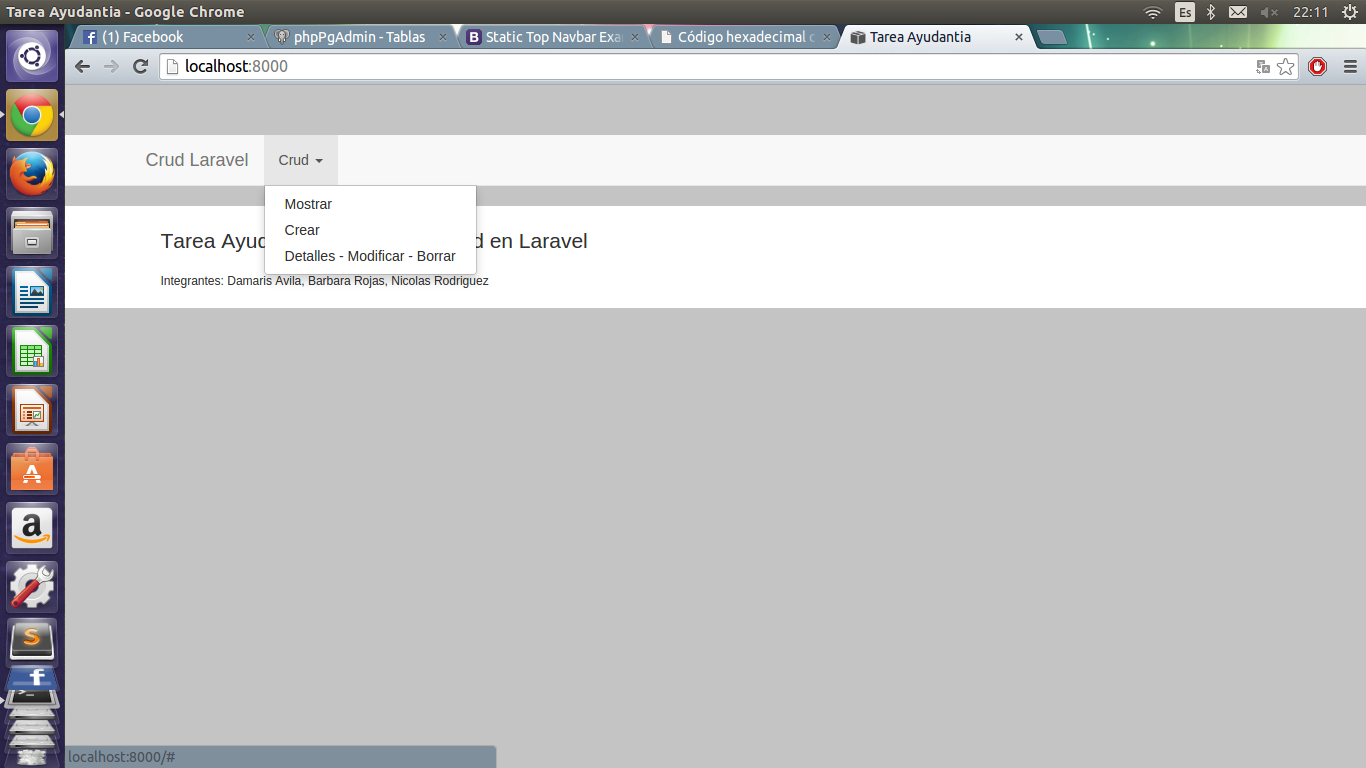 Tarea Ayudantia - Google Chrome
Es
22:11
(1) Facebook
phpPgAdmin - Tablas
Static Top Navbar Exa
Código hexadecimal
Tarea Ayudantia
localhost:8000
Crud Laravel
Crud
Mostrar
Crear
Detalles - Modificar - Borrar
Tarea en Laravel
Integrantes: Damaris Avila, Barbara Rojas, Nicolas Rodriguez
localhost:8000/#